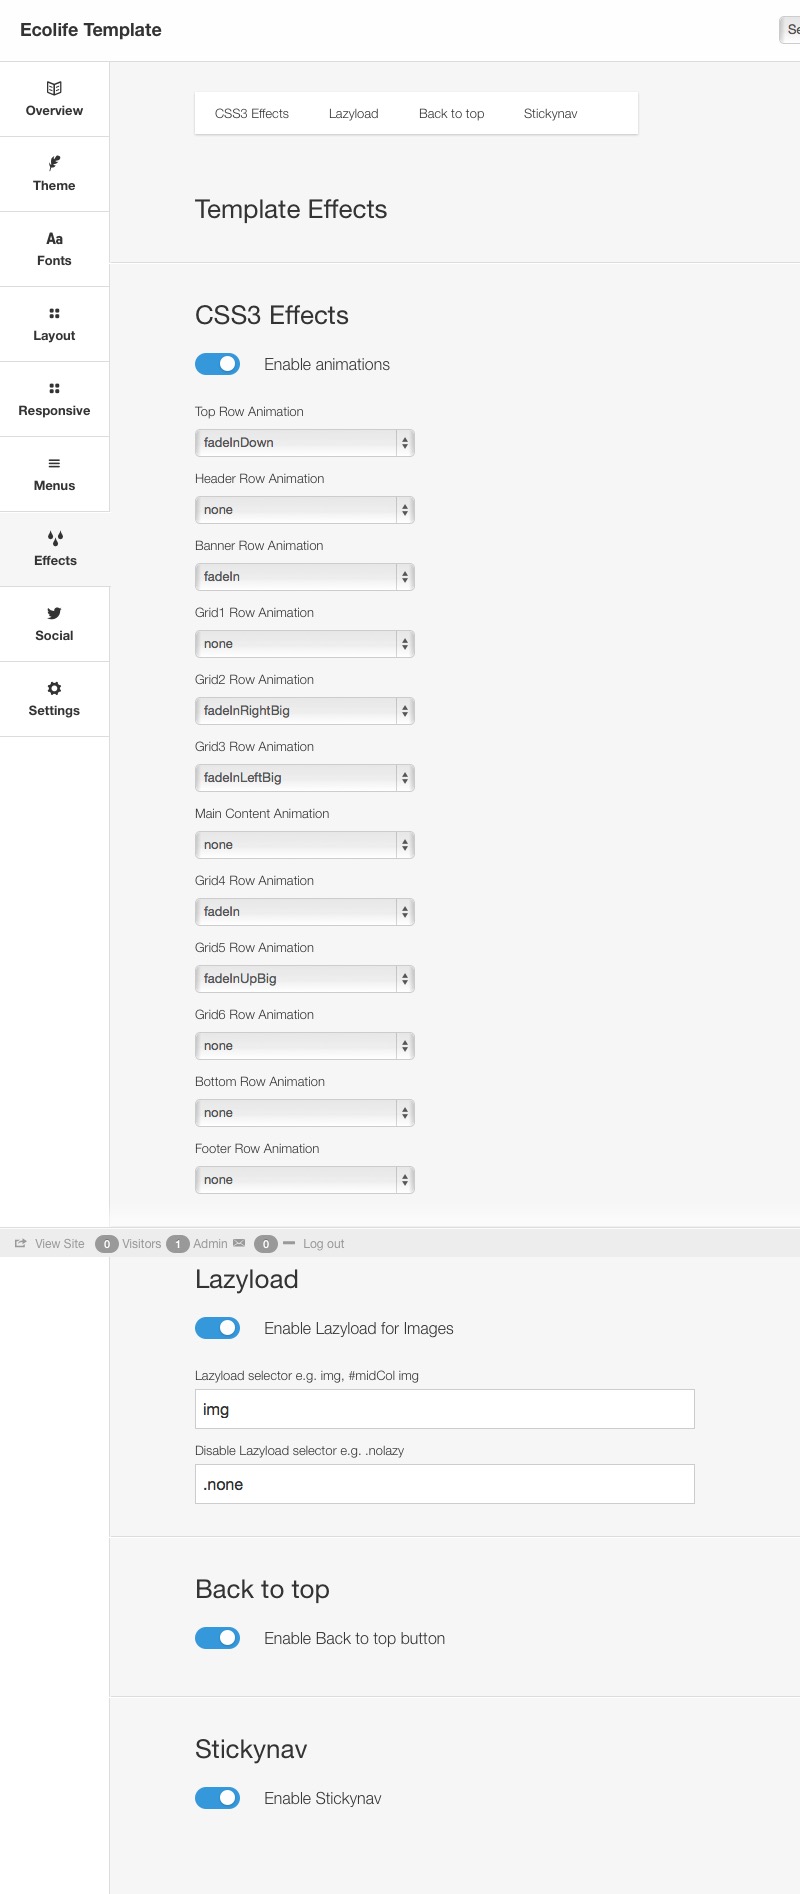 Ecolife Template
Overview
Theme
Aa
Fonts
Layout
Responsive
Menus
Effects
Social
Settings
CSS3 Effects Lazyload Back to top Stickynav
Template Effects
CSS3 Effects
Enable animations
Top Row Animation
fadeInDown
Header Row Animation
none
Banner Row Animation
fadeIn
Grid1 Row Animation
none
Grid2 Row Animation
fadeInRightBig
Grid3 Row Animation
fadeInLeftBig
Main Content Animation
none
Grid4 Row Animation
fadeIn
Grid5 Row Animation
fadeInUpBig
Grid6 Row Animation
none
Bottom Row Animation
none
Footer Row Animation
none
View Site 0 Visitors 1 Admin 0 Log out
Lazyload
Enable Lazyload for Images
Lazyload selector e.g. img, #midCol img
img
Disable Lazyload selector e.g. .nolazy
.none
Back to top
Enable Back to top button
Stickynav
Enable Stickynav